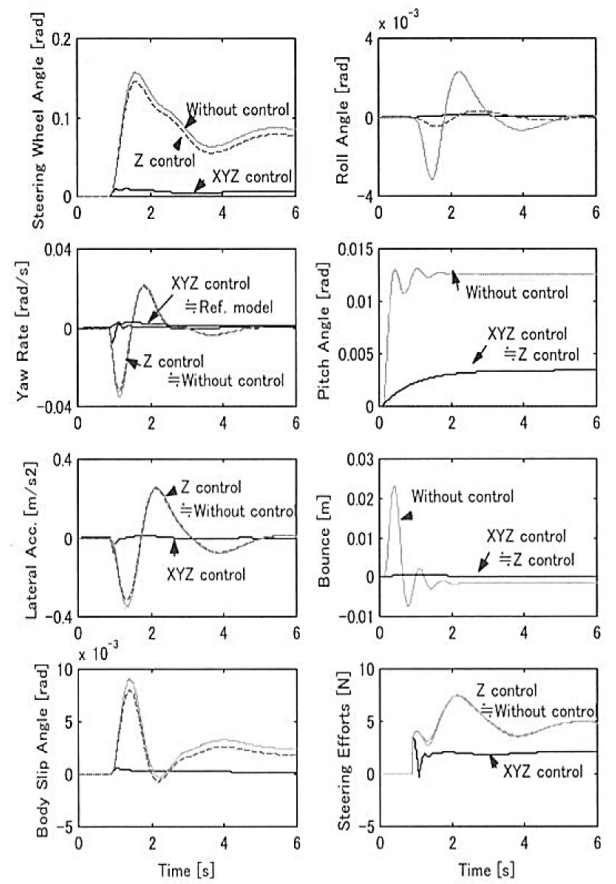 Steering Wheel Angle [rad]
0.2
0.1
0
0
2
4
6
Without control
Z control
XYZ control
× 10⁻³
Roll Angle [rad]
4
0
−4
0
2
4
6
Yaw Rate [rad/s]
0.04
0
−0.04
0
2
4
6
XYZ control
≒Ref. model
Z control
≒Without control
Pitch Angle [rad]
0.015
0.01
0.005
0
0
2
4
6
Without control
XYZ control
≒Z control
Lateral Acc. [m/s2]
0.4
0
−0.4
0
2
4
6
Z control
≒Without control
XYZ control
Bounce [m]
0.03
0.02
0.01
0
−0.01
0
2
4
6
Without control
XYZ control
≒Z control
× 10⁻³
Body Slip Angle [rad]
10
5
0
−5
0
2
4
6
Time [s]
Steering Efforts [N]
10
5
0
−5
0
2
4
6
Z control
≒Without control
XYZ control
Time [s]